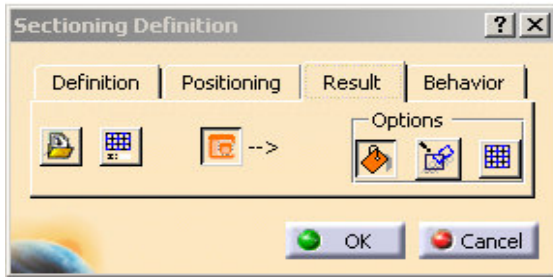 Sectioning Definition
Definition Positioning Result Behavior
Options
-->
OK Cancel